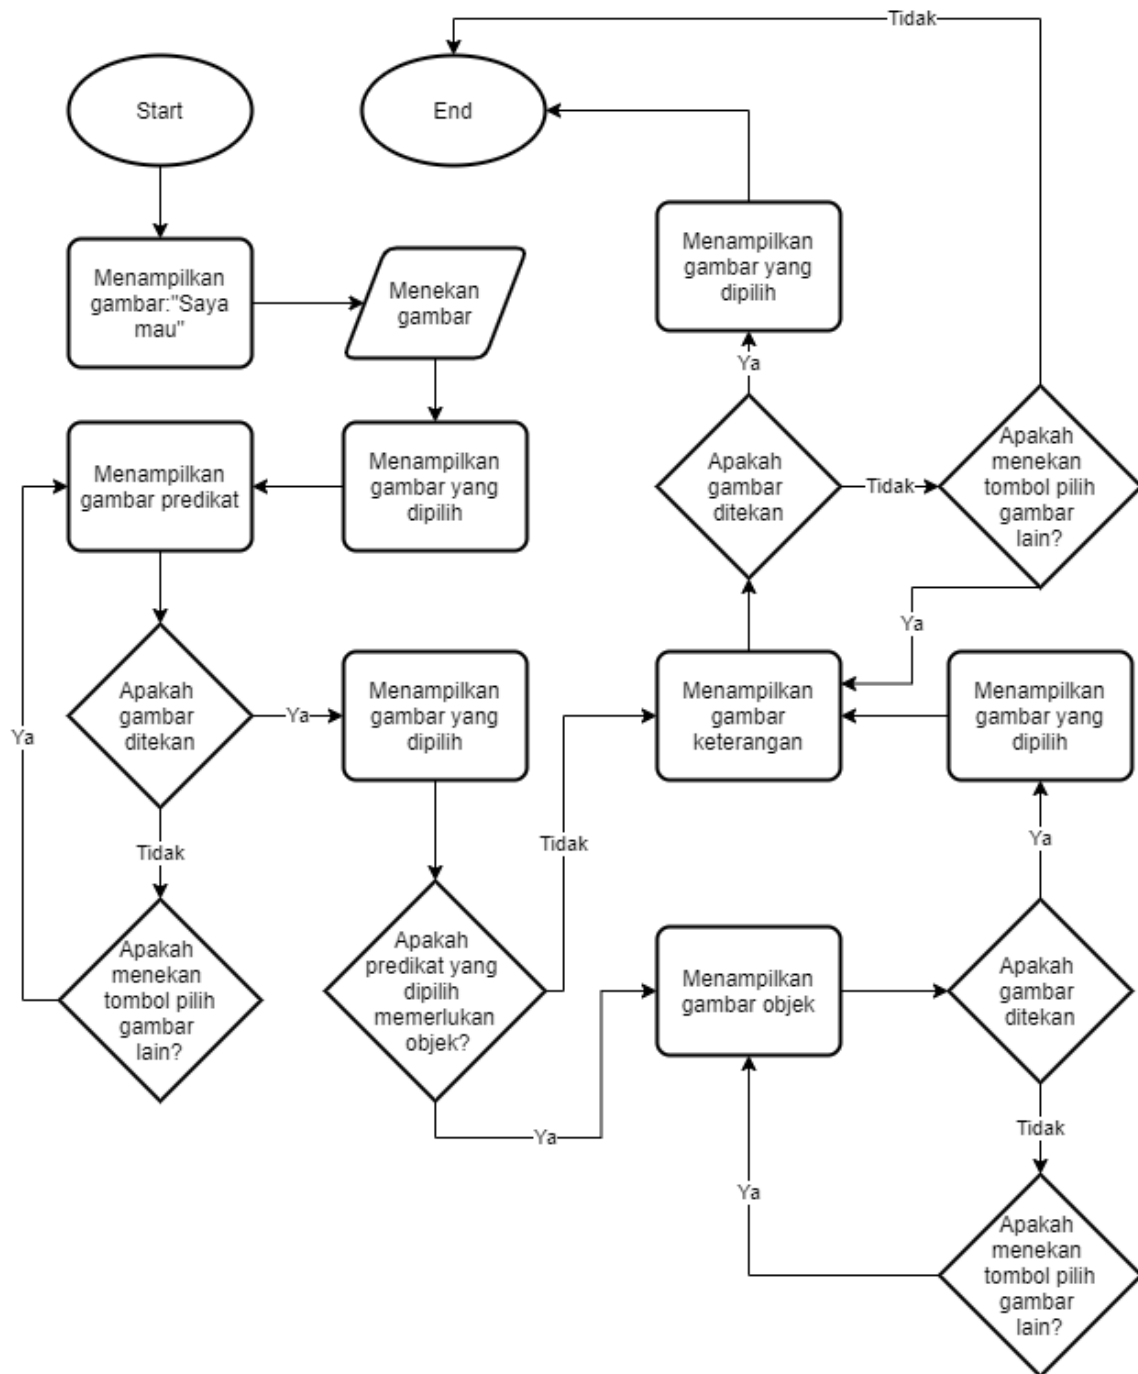 Tidak
Start
End
Menampilkan
gambar:"Saya
mau"
Menekan
gambar
Menampilkan
gambar yang
dipilih
Ya
Menampilkan
gambar predikat
Menampilkan
gambar yang
dipilih
Apakah
gambar
ditekan
Tidak
Apakah
menekan
tombol pilih
gambar
lain?
Ya
Apakah
gambar
ditekan
Ya
Menampilkan
gambar yang
dipilih
Menampilkan
gambar
keterangan
Menampilkan
gambar yang
dipilih
Ya
Tidak
Tidak
Ya
Apakah
menekan
tombol pilih
gambar
lain?
Apakah
predikat yang
dipilih
memerlukan
objek?
Menampilkan
gambar objek
Apakah
gambar
ditekan
Ya
Tidak
Ya
Apakah
menekan
tombol pilih
gambar
lain?